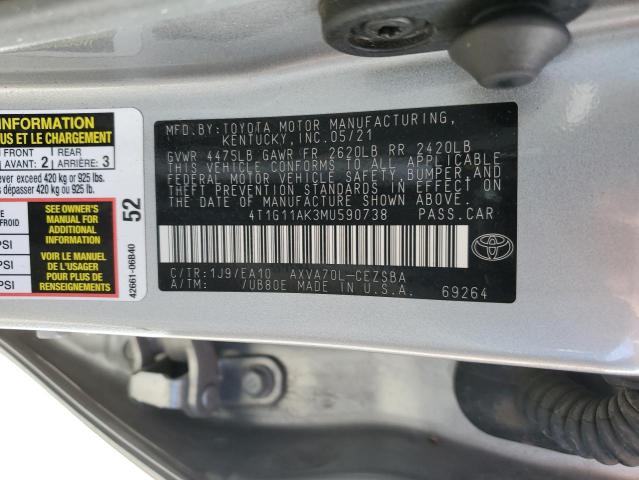 INFORMATION
US ET LE CHARGEMENT
FRONT
AVANT: 2
REAR
ARRIÈRE: 3
ever exceed 420 kg or 925 lbs.
dépasser 420 kg ou 925 lb.
SEE OWNER'S
MANUAL FOR
ADDITIONAL
INFORMATION
VOIR LE MANUEL
DE L'USAGER
POUR PLUS DE
RENSEIGNEMENTS
PSI
PSI
52
42661-06B40
MFD.BY:TOYOTA MOTOR MANUFACTURING,
KENTUCKY, INC.05/21
GVWR 4475LB GAWR FR 2620LB RR 2420LB
THIS VEHICLE CONFORMS TO ALL APPLICABLE
FEDERAL MOTOR VEHICLE SAFETY, BUMPER, AND
THEFT PREVENTION STANDARDS IN EFFECT ON
THE DATE OF MANUFACTURE SHOWN ABOVE.
4T1G11AK3MU590738 PASS.CAR
C/TR:1J9/EA10 AXVA70L-CEZSBA
A/TM: /UB80E MADE IN U.S.A.
69264
TOYOTA